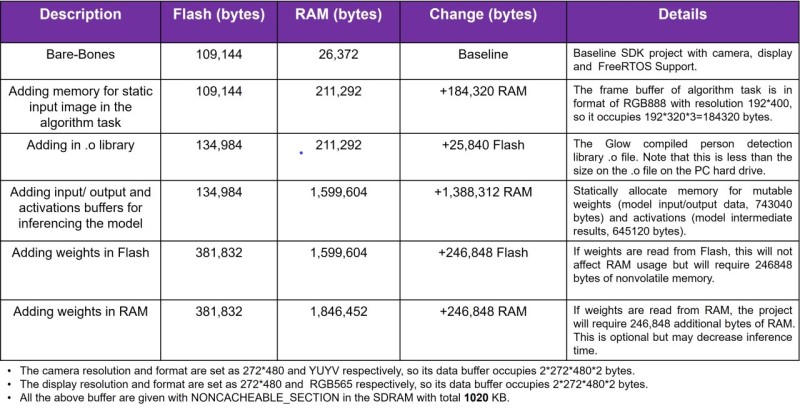 Description Flash (bytes) RAM (bytes) Change (bytes) Details
Bare-Bones 109,144 26,372 Baseline Baseline SDK project with camera, display
and FreeRTOS Support.
Adding memory for static
input image in the
algorithm task
109,144 211,292 +184,320 RAM
The frame buffer of algorithm task is in
format of RGB888 with resolution 192*400,
so it occupies 192*320*3=184320 bytes.
Adding in .o library 134,984 211,292 +25,840 Flash
The Glow compiled person detection
library .o file. Note that this is less than the
size on the .o file on the PC hard drive.
Adding input/ output and
activations buffers for
inferencing the model
134,984 1,599,604 +1,388,312 RAM
Statically allocate memory for mutable
weights (model input/output data, 743040
bytes) and activations (model intermediate
results, 645120 bytes).
Adding weights in Flash 381,832 1,599,604 +246,848 Flash
If weights are read from Flash, this will not
affect RAM usage but will require 246848
bytes of nonvolatile memory.
Adding weights in RAM 381,832 1,846,452 +246,848 RAM
If weights are read from RAM, the project
will require 246,848 additional bytes of RAM.
This is optional but may decrease inference
time.
• The camera resolution and format are set as 272*480 and YUYV respectively, so its data buffer occupies 2*272*480*2 bytes.
• The display resolution and format are set as 272*480 and RGB565 respectively, so its data buffer occupies 2*272*480*2 bytes.
• All the above buffer are given with NONCACHEABLE_SECTION in the SDRAM with total 1020 KB.